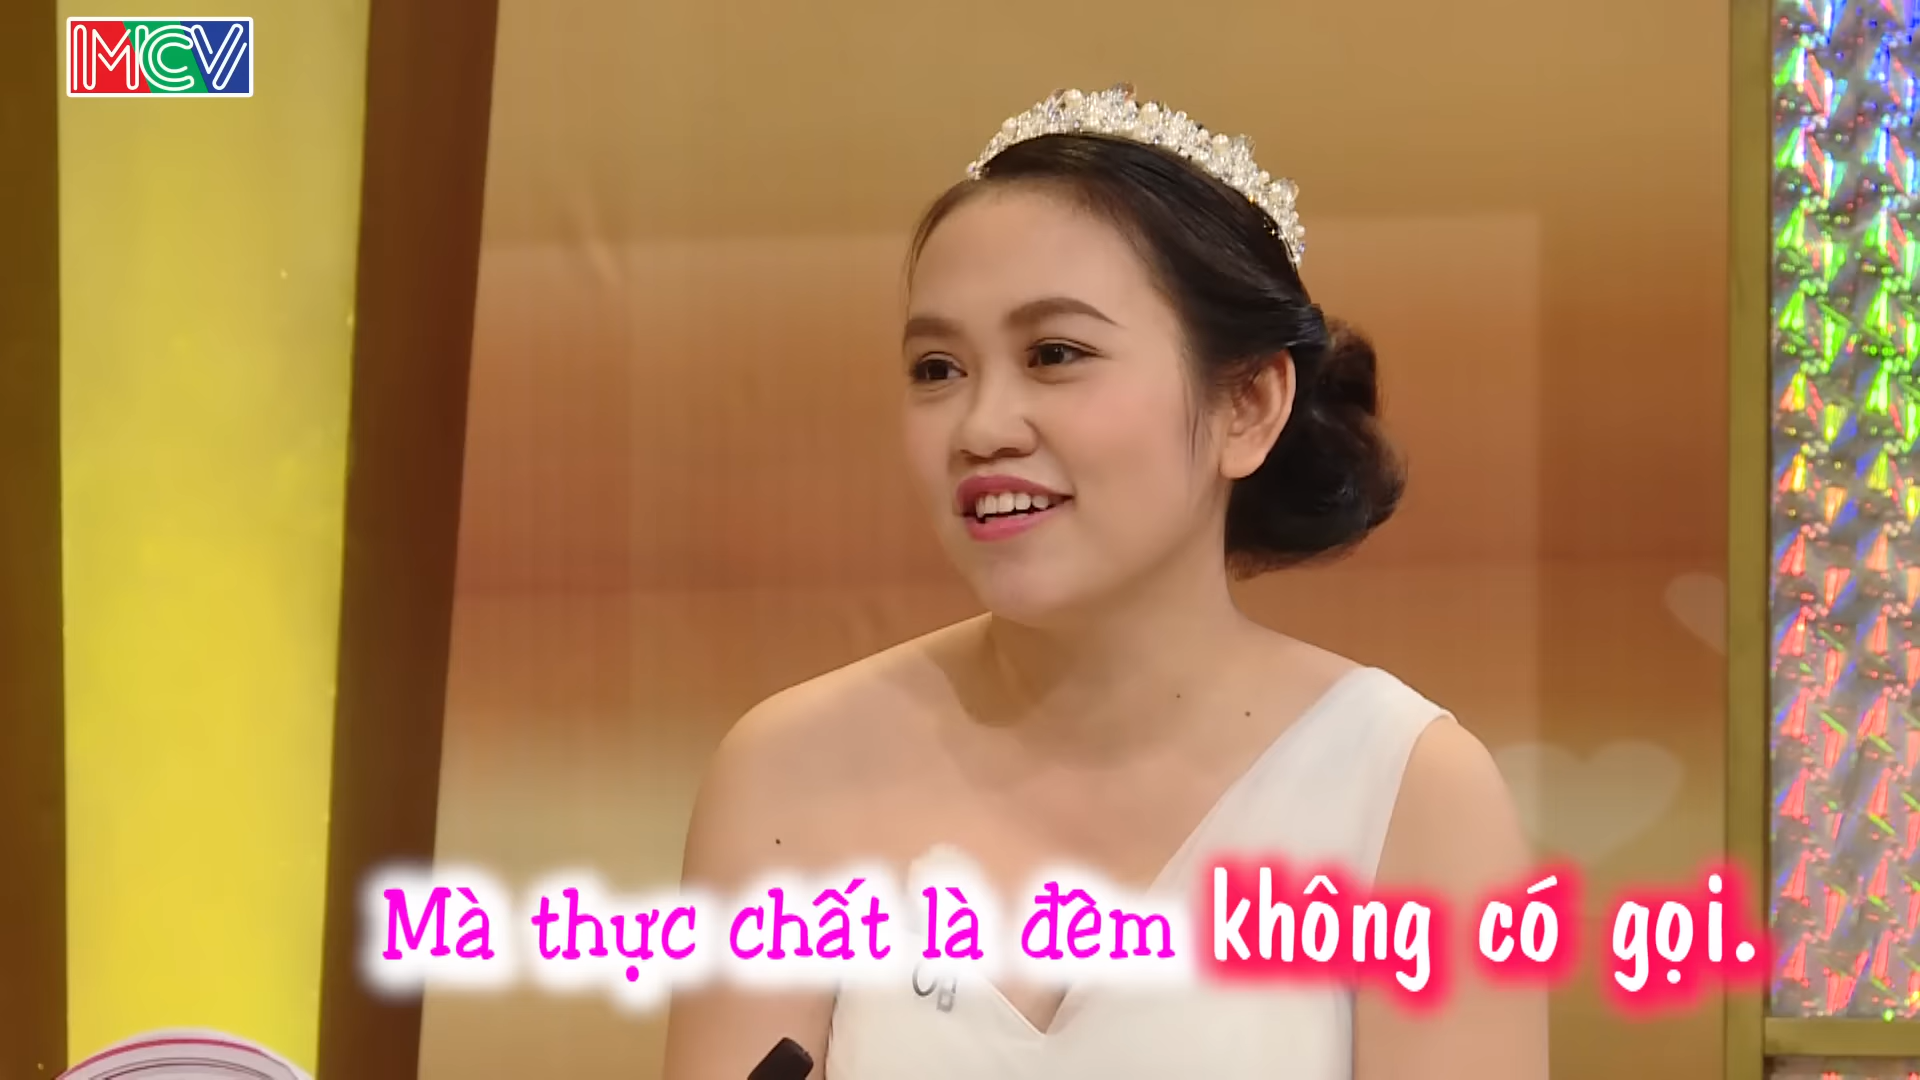 MCV
Mà thực chất là đêm không có gọi.